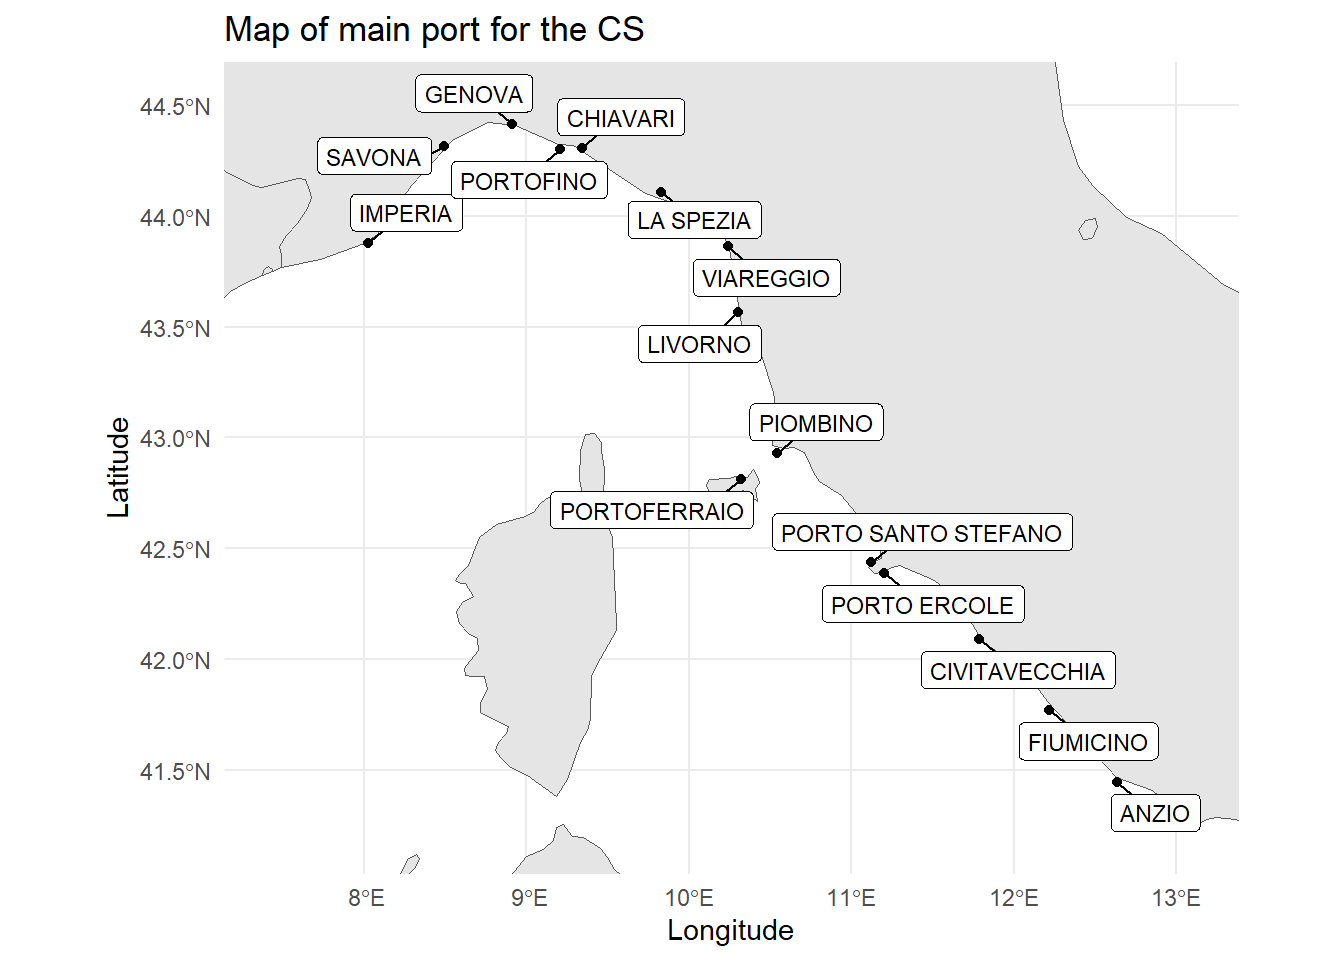 Map of main port for the CS
GENOVA
CHIAVARI
SAVONA
PORTOFINO
IMPERIA
LA SPEZIA
VIAREGGIO
LIVORNO
PIOMBINO
PORTOFERRAIO
PORTO SANTO STEFANO
PORTO ERCOLE
CIVITAVECCHIA
FIUMICINO
ANZIO
44.5°N
44.0°N
43.5°N
43.0°N
42.5°N
42.0°N
41.5°N
Latitude
8°E
9°E
10°E
11°E
12°E
13°E
Longitude